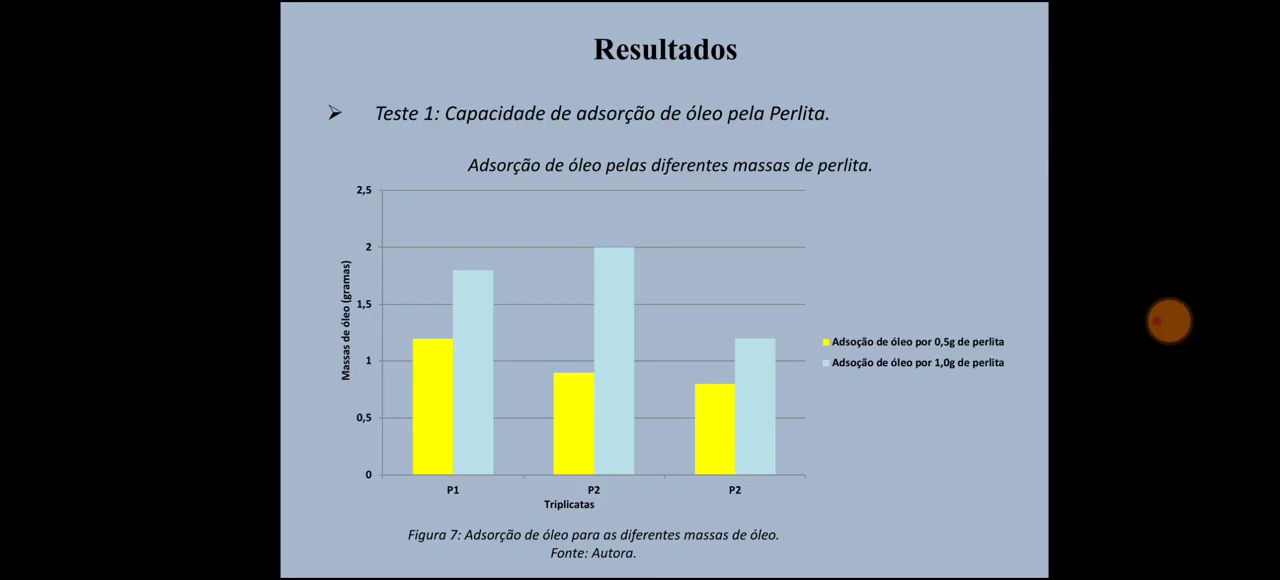 Resultados
➢ Teste 1: Capacidade de adsorção de óleo pela Perlita.
Adsorção de óleo pelas diferentes massas de perlita.
Massas de óleo (gramas)
2,5
2
1,5
1
0,5
0
P1 P2 P2
Triplicatas
Adsoção de óleo por 0,5g de perlita
Adsoção de óleo por 1,0g de perlita
Figura 7: Adsorção de óleo para as diferentes massas de óleo.
Fonte: Autora.